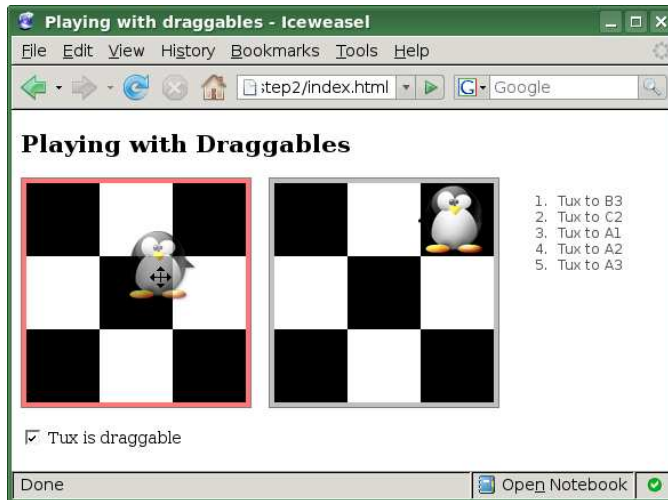 Playing with draggables - Iceweasel
File Edit View History Bookmarks Tools Help
step2/index.html G Google
Playing with Draggables
1. Tux to B3
2. Tux to C2
3. Tux to A1
4. Tux to A2
5. Tux to A3
Tux is draggable
Done Open Notebook